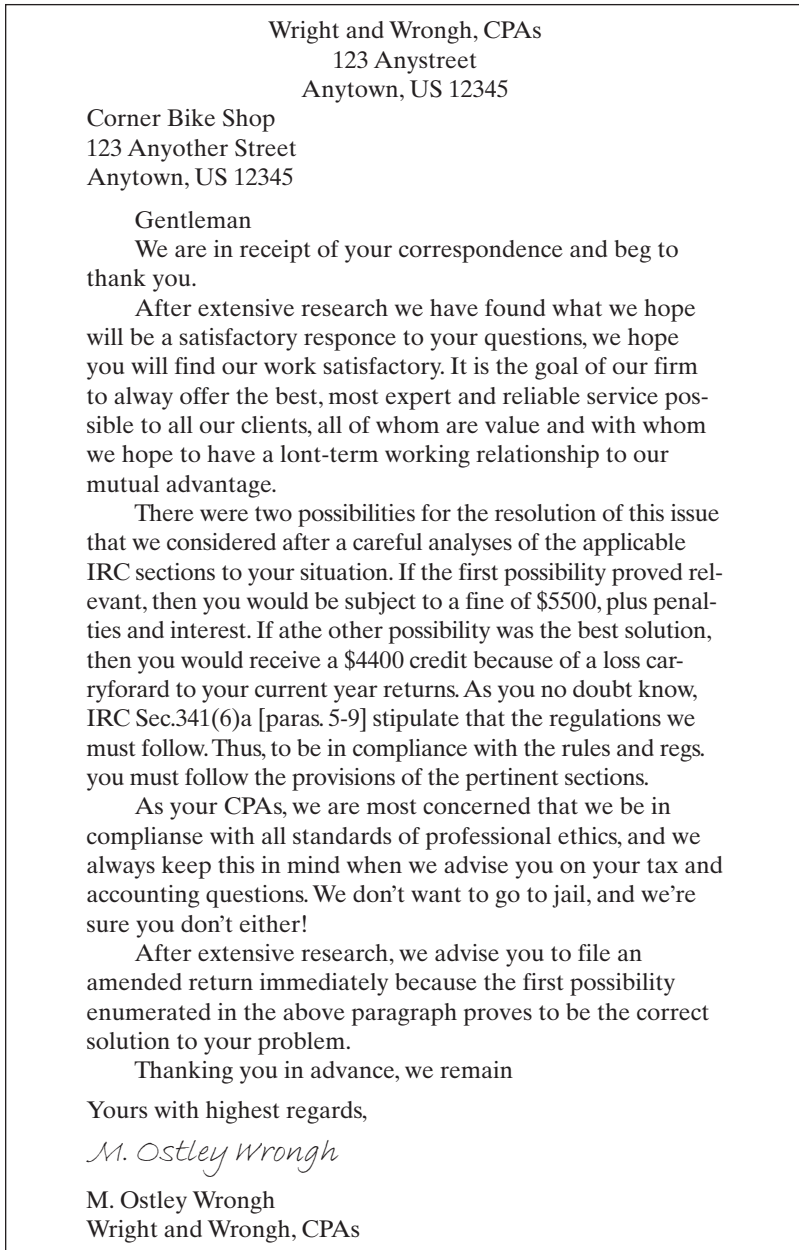 Wright and Wrongh, CPAs
123 Anystreet
Anytown, US 12345
Corner Bike Shop
123 Anyother Street
Anytown, US 12345
Gentleman
We are in receipt of your correspondence and beg to
thank you.
After extensive research we have found what we hope
will be a satisfactory responce to your questions, we hope
you will find our work satisfactory. It is the goal of our firm
to alway offer the best, most expert and reliable service pos-
sible to all our clients, all of whom are value and with whom
we hope to have a lont-term working relationship to our
mutual advantage.
There were two possibilities for the resolution of this issue
that we considered after a careful analyses of the applicable
IRC sections to your situation. If the first possibility proved rel-
evant, then you would be subject to a fine of $5500, plus penal-
ties and interest. If athe other possibility was the best solution,
then you would receive a $4400 credit because of a loss car-
ryforard to your current year returns. As you no doubt know,
IRC Sec.341(6)a [paras. 5-9] stipulate that the regulations we
must follow. Thus, to be in compliance with the rules and regs.
you must follow the provisions of the pertinent sections.
As your CPAs, we are most concerned that we be in
complianse with all standards of professional ethics, and we
always keep this in mind when we advise you on your tax and
accounting questions. We don't want to go to jail, and we're
sure you don't either!
After extensive research, we advise you to file an
amended return immediately because the first possibility
enumerated in the above paragraph proves to be the correct
solution to your problem.
Thanking you in advance, we remain
Yours with highest regards,
M. Ostley Wrongh
M. Ostley Wrongh
Wright and Wrongh, CPAs